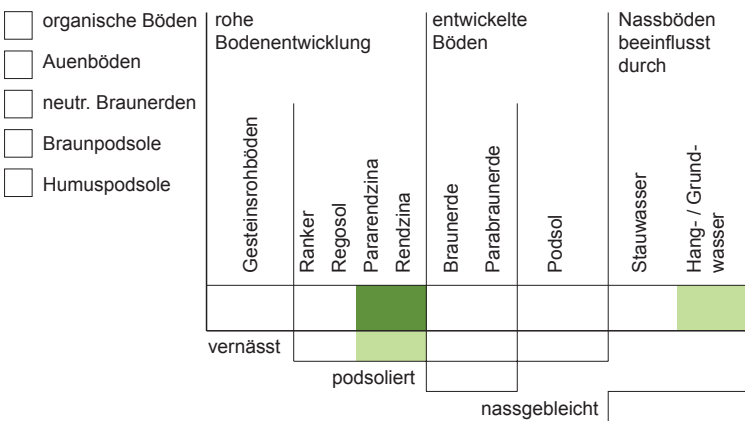 organische Böden
Auenböden
neutr. Braunerden
Braunpodsole
Humuspodsole
rohe
Bodenentwicklung
entwickelte
Böden
Nassböden
beeinflusst
durch
Gesteinsrohböden
Ranker
Regosol
Pararendzina
Rendzina
Braunerde
Parabraunerde
Podsol
Stauwasser
Hang- / Grund-
wasser
vernässt
podsoliert
nassgebleicht